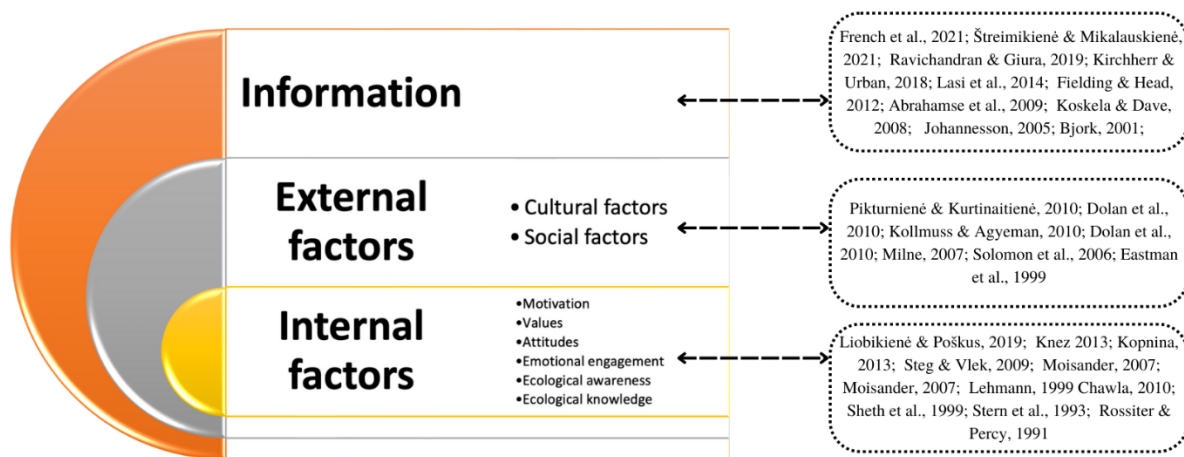 Information
French et al., 2021; Štreimikienė & Mikalauskienė,
2021; Ravichandran & Giura, 2019; Kirchherr &
Urban, 2018; Lasi et al., 2014; Fielding & Head,
2012; Abrahamse et al., 2009; Koskela & Dave,
2008; Johannesson, 2005; Bjork, 2001;
External
factors
• Cultural factors
• Social factors
Pikturnienė & Kurtinaitienė, 2010; Dolan et al.,
2010; Kollmuss & Agyeman, 2010; Dolan et al.,
2010; Milne, 2007; Solomon et al., 2006; Eastman
et al., 1999
Internal
factors
•Motivation
•Values
•Attitudes
•Emotional engagement
•Ecological awareness
•Ecological knowledge
Liobikienė & Poškus, 2019; Knez 2013; Kopnina,
2013; Steg & Vlek, 2009; Moisander, 2007;
Moisander, 2007; Lehmann, 1999 Chawla, 2010;
Sheth et al., 1999; Stern et al., 1993; Rossiter &
Percy, 1991